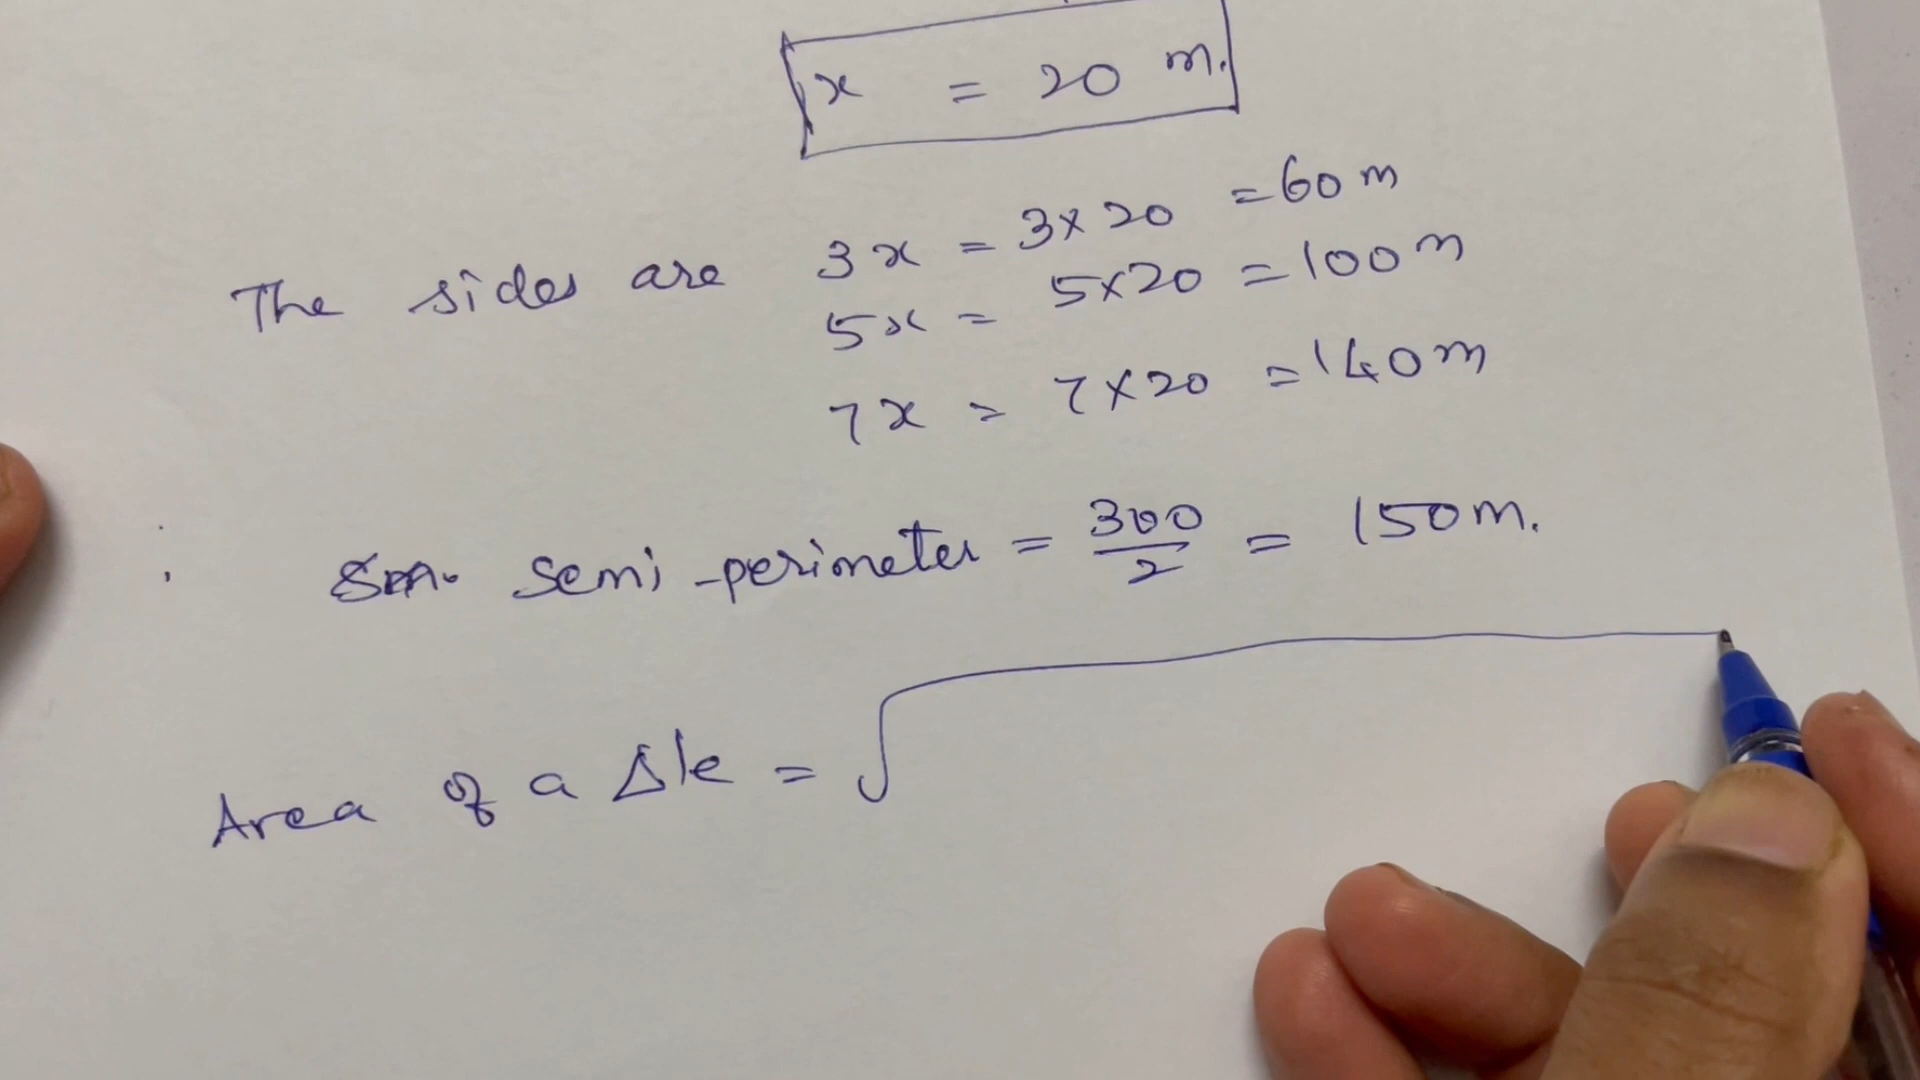 x = 20 m.
The sides are 3x = 3×20 = 60 m
5x = 5×20 = 100 m
7x = 7×20 = 140 m
Sem. semi-perimeter = 300/2 = 150 m.
Area of a Δle = √